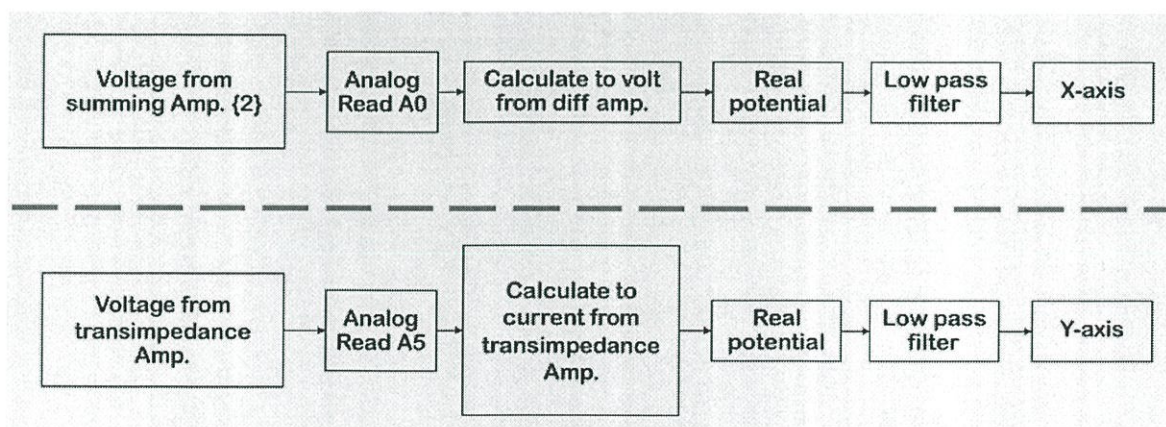 Voltage from
summing Amp. {2}
Analog
Read A0
Calculate to volt
from diff amp.
Real
potential
Low pass
filter
X-axis
Voltage from
transimpedance
Amp.
Analog
Read A5
Calculate to
current from
transimpedance
Amp.
Real
potential
Low pass
filter
Y-axis